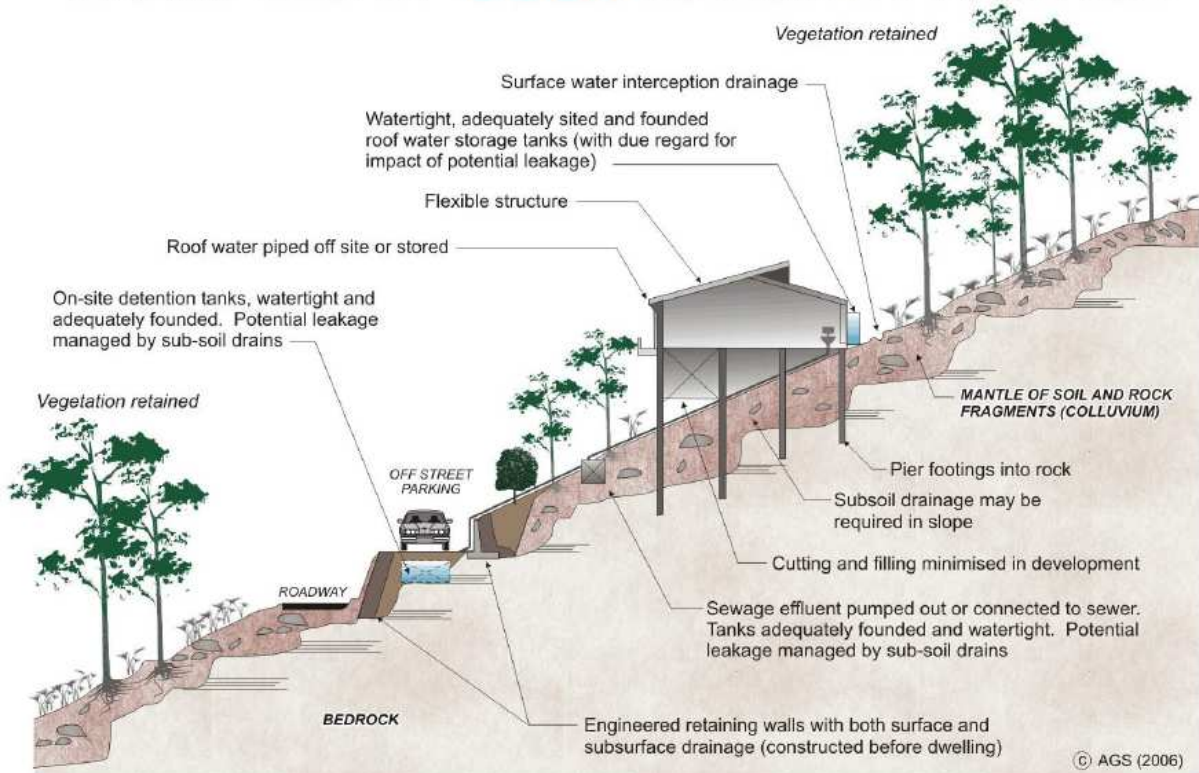 Vegetation retained
Surface water interception drainage
Watertight, adequately sited and founded
roof water storage tanks (with due regard for
impact of potential leakage)
Flexible structure
Roof water piped off site or stored
On-site detention tanks, watertight and
adequately founded. Potential leakage
managed by sub-soil drains
Vegetation retained
MANTLE OF SOIL AND ROCK
FRAGMENTS (COLLUVIUM)
OFF STREET
PARKING
Pier footings into rock
Subsoil drainage may be
required in slope
Cutting and filling minimised in development
ROADWAY
Sewage effluent pumped out or connected to sewer.
Tanks adequately founded and watertight. Potential
leakage managed by sub-soil drains
BEDROCK
Engineered retaining walls with both surface and
subsurface drainage (constructed before dwelling)
© AGS (2006)